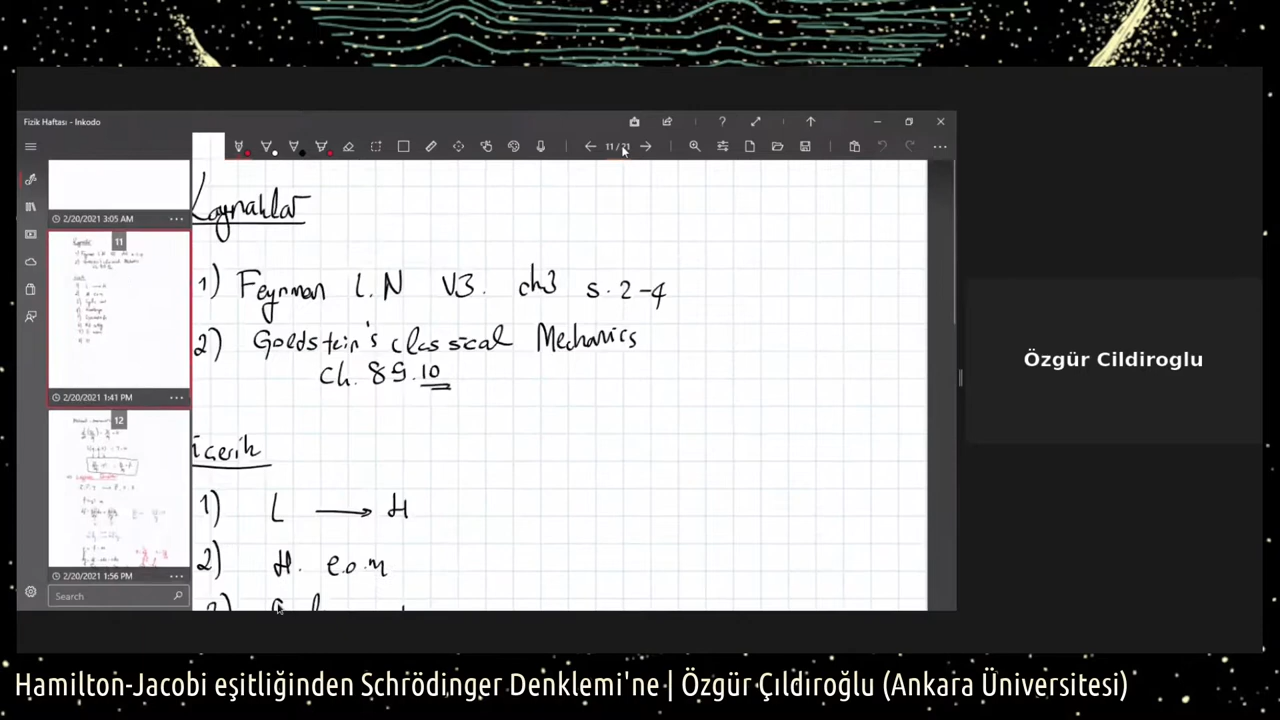 Fizik Haftası - Inkodo
11 / 21
2/20/2021 3:05 AM
11
2/20/2021 1:41 PM
12
2/20/2021 1:56 PM
Search
Kaynaklar
1) Feynman L.N V3. ch3 s.2-4
2) Goldstein's classical Mechanics
Ch. 8 9.10
içerik
1) L → H
2) H. e.o.m
Özgür Cildiroglu
Hamilton-Jacobi eşitliğinden Schrödinger Denklemi'ne | Özgür Çıldıroğlu (Ankara Üniversitesi)